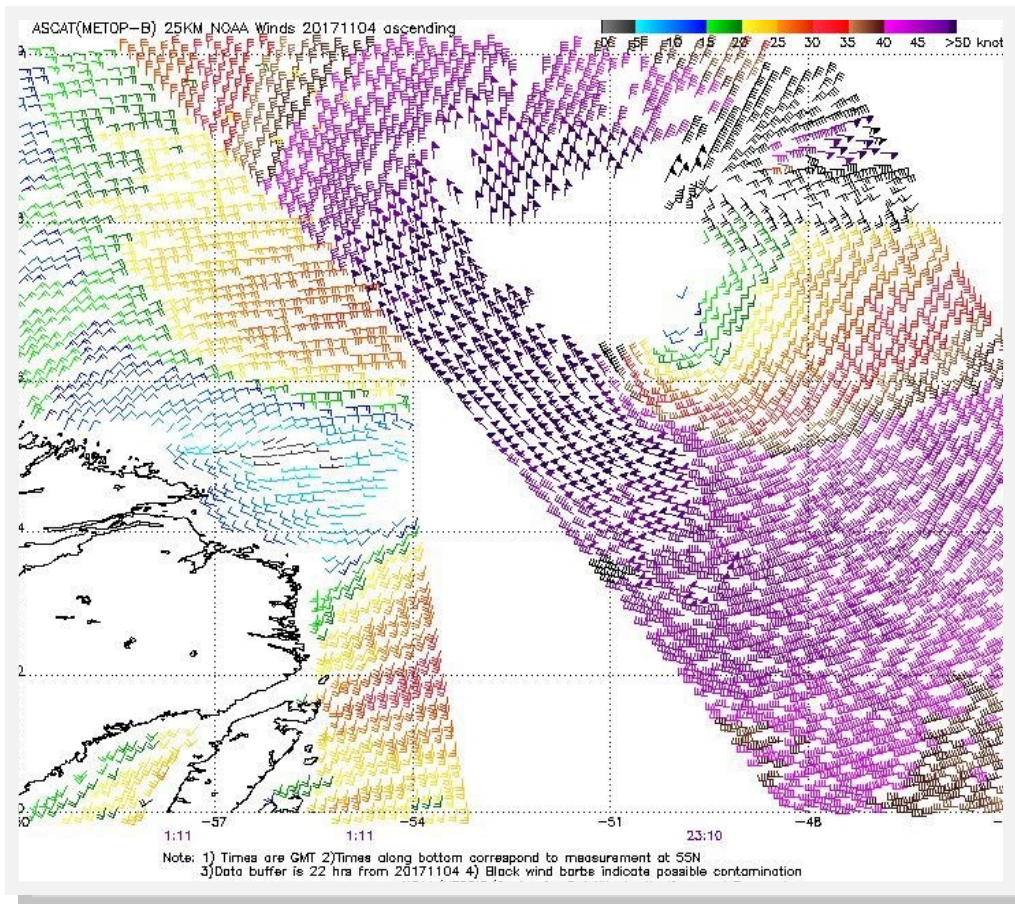 ASCAT(METOP-B) 25KM NOAA Winds 20171104 ascending
10 15 20 25 30 35 40 45 >50 knot
-57 -54 -51 -48
1:11 1:11 23:10
Note: 1) Times are GMT 2)Times along bottom correspond to measurement at 55N
3)Data buffer is 22 hrs from 20171104 4) Black wind barbs indicate possible contamination